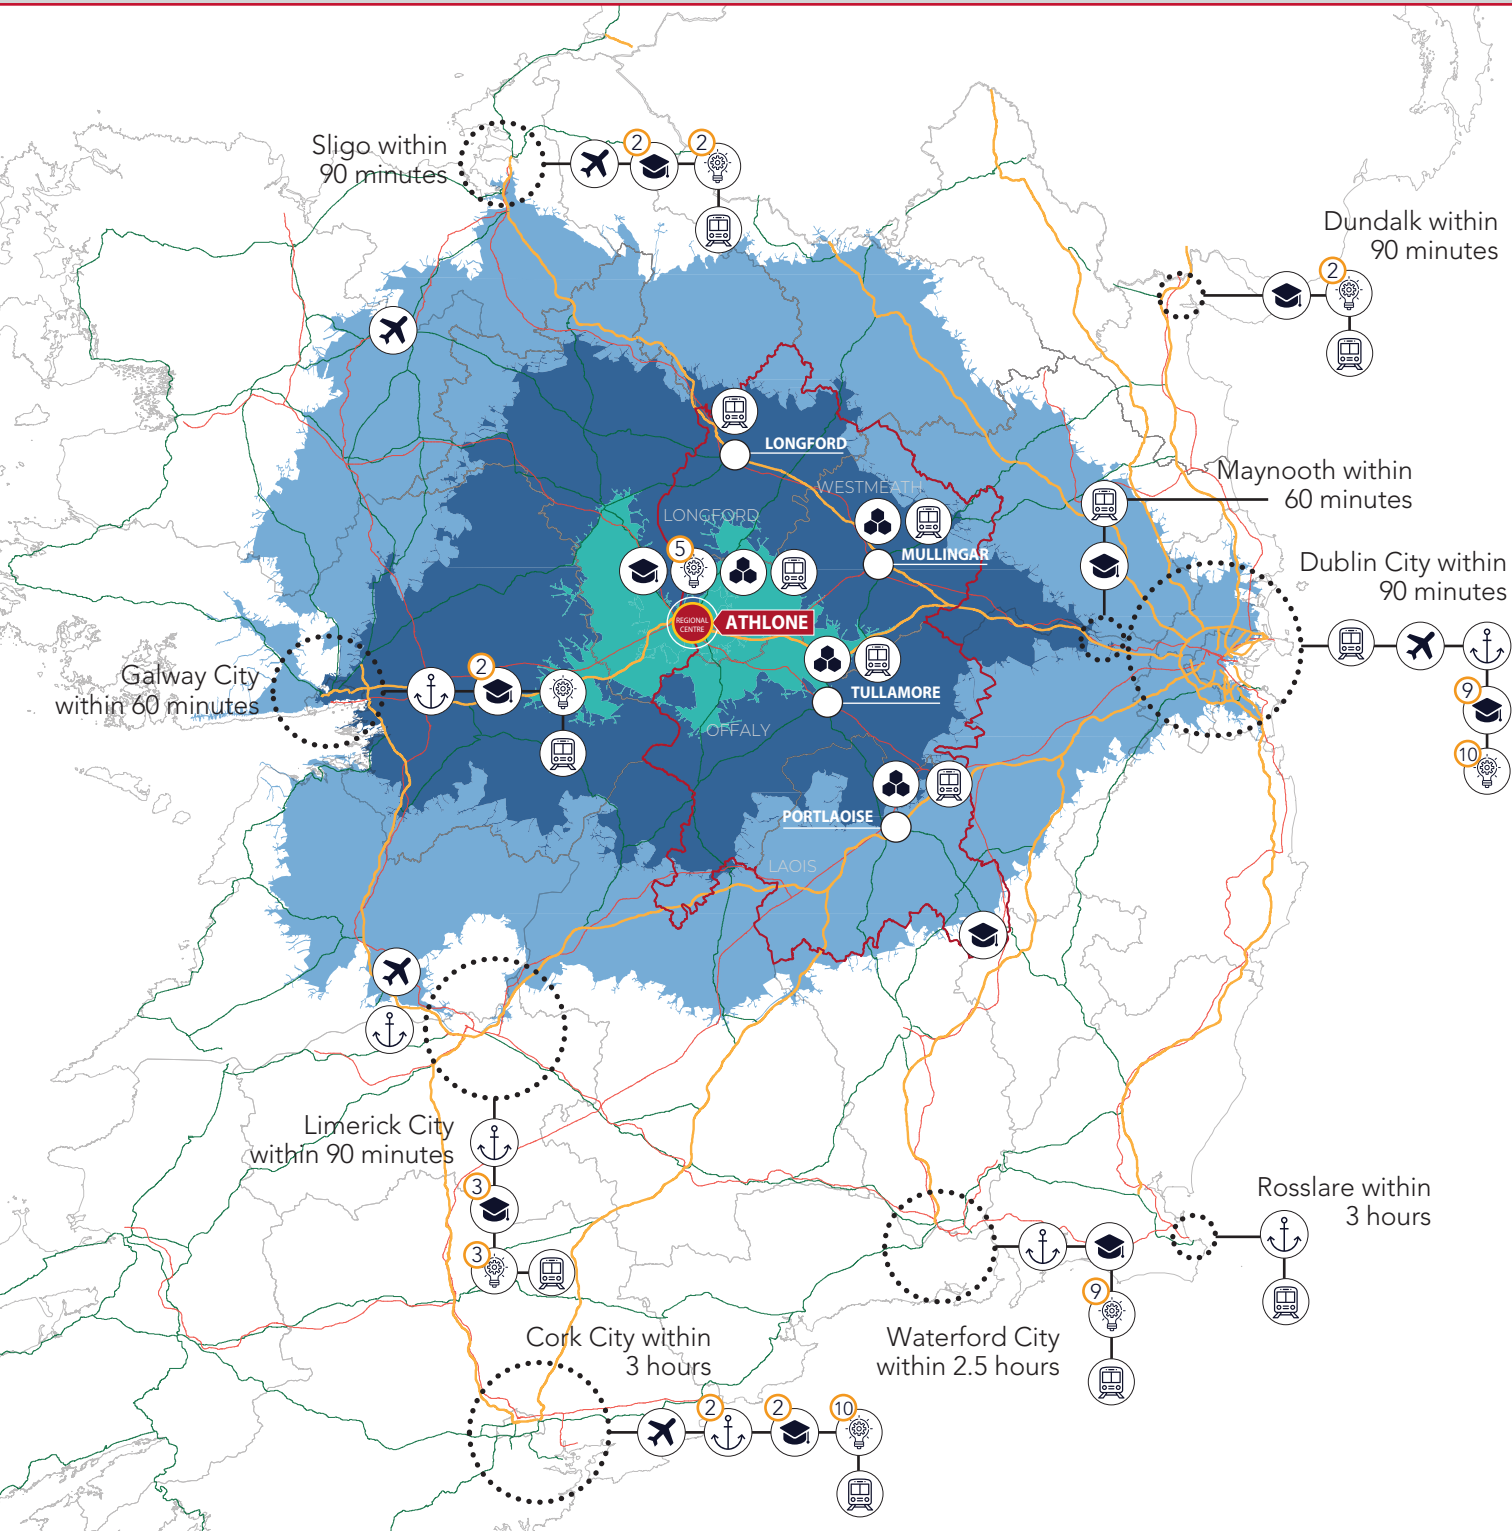 Sligo within
90 minutes
2
2
Dundalk within
90 minutes
2
LONGFORD
Maynooth within
60 minutes
WESTMEATH
LONGFORD
MULLINGAR
5
Dublin City within
90 minutes
REGIONAL
CENTRE
ATHLONE
Galway City
within 60 minutes
2
TULLAMORE
9
OFFALY
10
PORTLAOISE
LAOIS
Limerick City
within 90 minutes
3
3
Rosslare within
3 hours
9
Waterford City
within 2.5 hours
Cork City within
3 hours
2
2
10